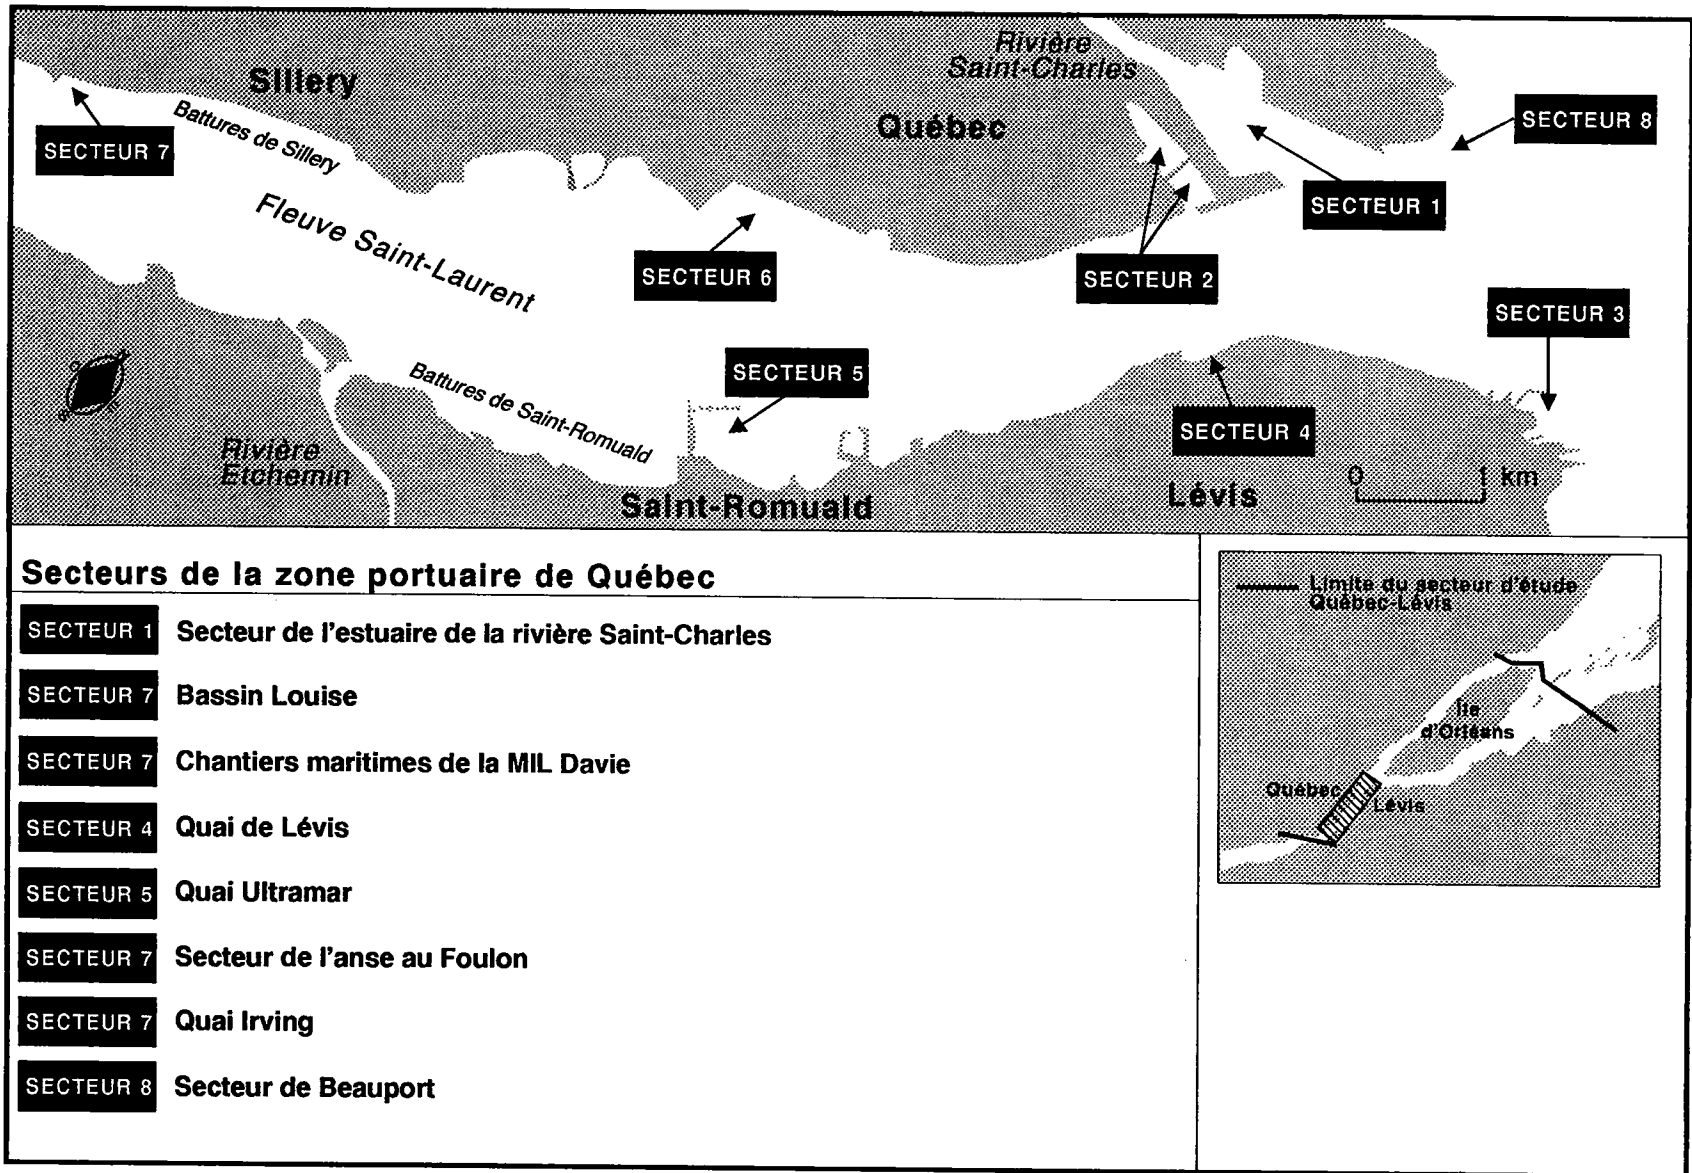 Rivière
Saint-Charles
Sillery
Battures de Sillery
Québec
SECTEUR 8
SECTEUR 7
SECTEUR 1
Fleuve Saint-Laurent
SECTEUR 6
SECTEUR 2
SECTEUR 3
SECTEUR 5
Battures de Saint-Romuald
SECTEUR 4
Rivière
Etchemin
0 1 km
Saint-Romuald
Lévis
Secteurs de la zone portuaire de Québec
SECTEUR 1 Secteur de l'estuaire de la rivière Saint-Charles
SECTEUR 7 Bassin Louise
SECTEUR 7 Chantiers maritimes de la MIL Davie
SECTEUR 4 Quai de Lévis
SECTEUR 5 Quai Ultramar
SECTEUR 7 Secteur de l'anse au Foulon
SECTEUR 7 Quai Irving
SECTEUR 8 Secteur de Beauport
Limite du secteur d'étude
Québec-Lévis
Île
d'Orléans
Québec
Lévis